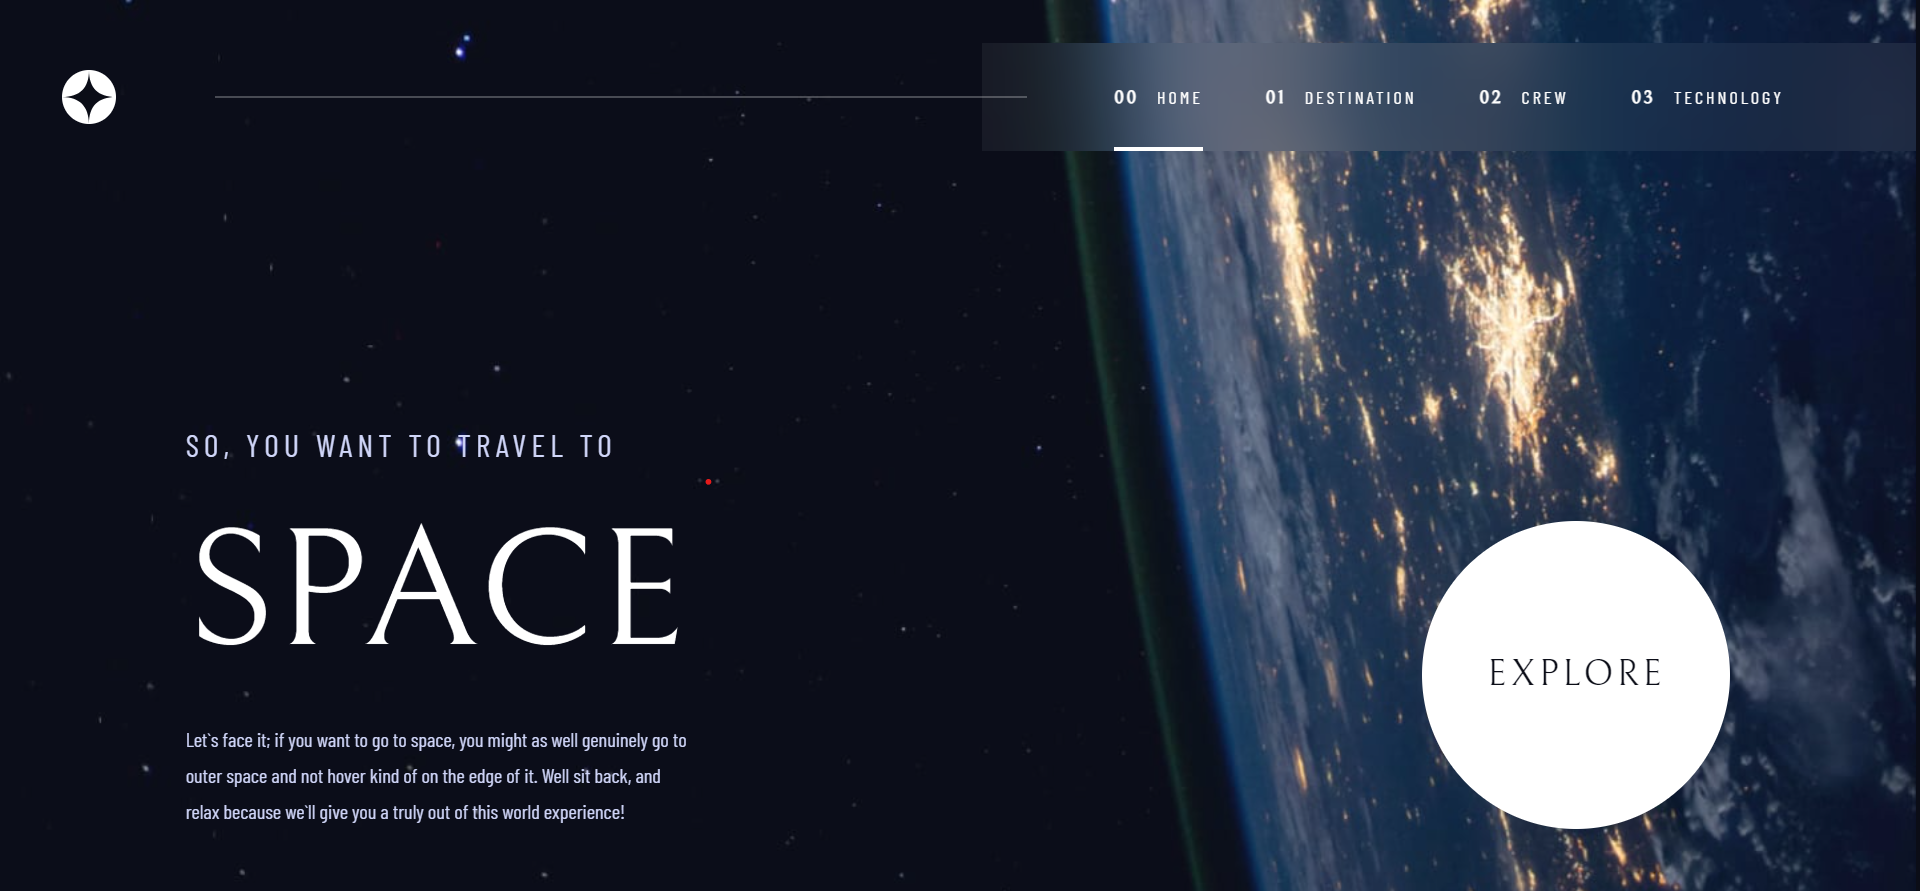 00 HOME 01 DESTINATION 02 CREW 03 TECHNOLOGY
SO, YOU WANT TO TRAVEL TO
SPACE
EXPLORE
Let`s face it; if you want to go to space, you might as well genuinely go to
outer space and not hover kind of on the edge of it. Well sit back, and
relax because we`ll give you a truly out of this world experience!